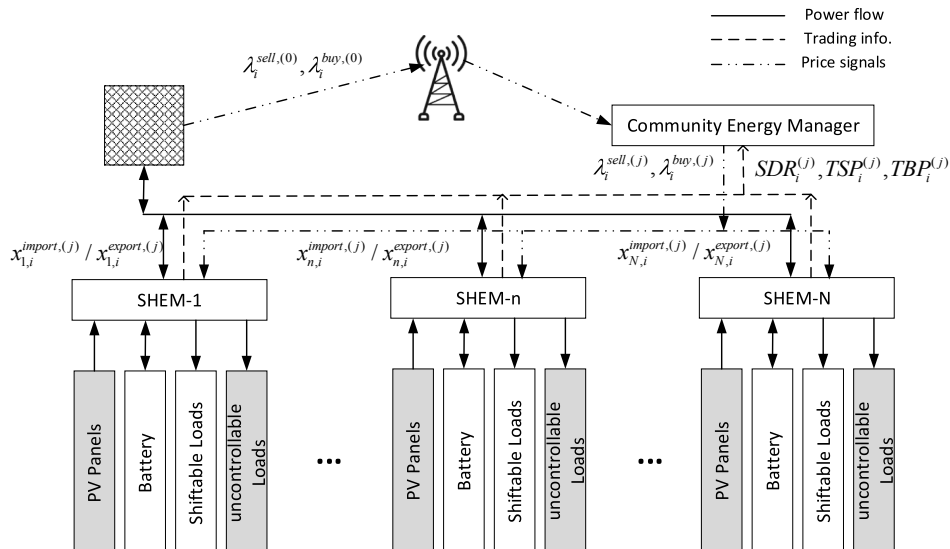 Power flow
Trading info.
Price signals
λ_i^{sell,(0)}, λ_i^{buy,(0)}
Community Energy Manager
λ_i^{sell,(j)}, λ_i^{buy,(j)}
SDR_i^{(j)}, TSP_i^{(j)}, TBP_i^{(j)}
x_{1,i}^{import,(j)} / x_{1,i}^{export,(j)}
x_{n,i}^{import,(j)} / x_{n,i}^{export,(j)}
x_{N,i}^{import,(j)} / x_{N,i}^{export,(j)}
SHEM-1
SHEM-n
SHEM-N
PV Panels
Battery
Shiftable Loads
uncontrollable
Loads
...
PV Panels
Battery
Shiftable Loads
uncontrollable
Loads
...
PV Panels
Battery
Shiftable Loads
uncontrollable
Loads